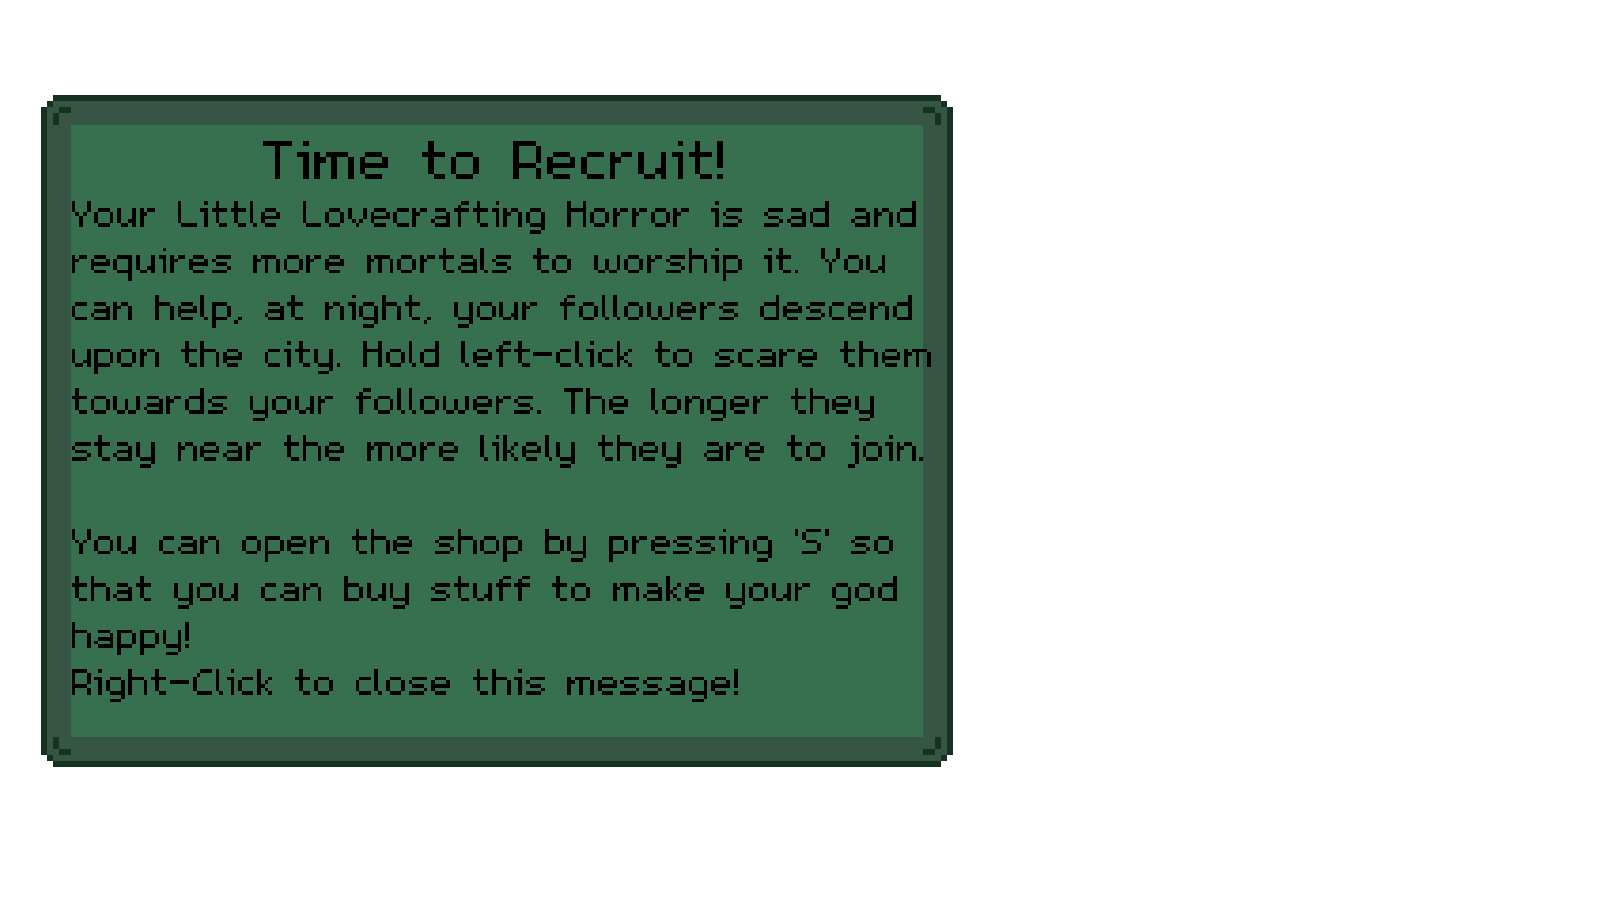 Time to Recruit!
Your Little Lovecrafting Horror is sad and
requires more mortals to worship it. You
can help, at night, your followers descend
upon the city. Hold left-click to scare them
towards your followers. The longer they
stay near the more likely they are to join.
You can open the shop by pressing 'S' so
that you can buy stuff to make your god
happy!
Right-Click to close this message!